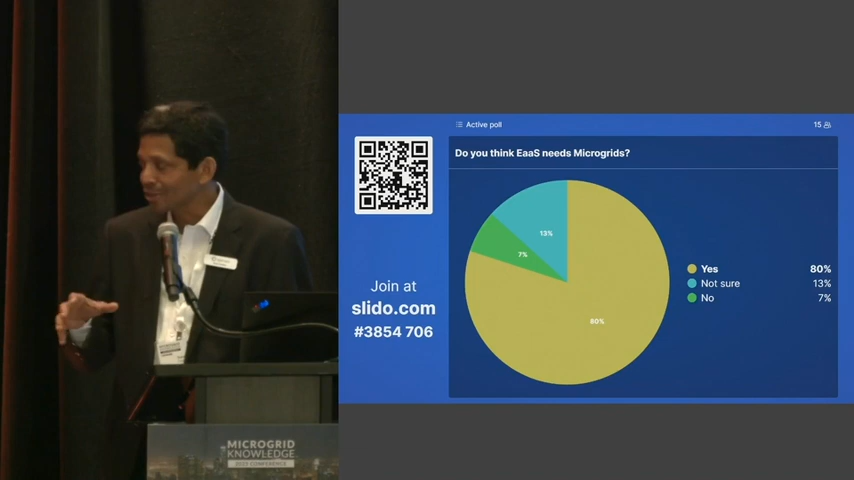 Active poll
15
Do you think EaaS needs Microgrids?
13%
7%
80%
Yes 80%
Not sure 13%
No 7%
Join at
slido.com
#3854 706
MICROGRID
KNOWLEDGE
CONFERENCE